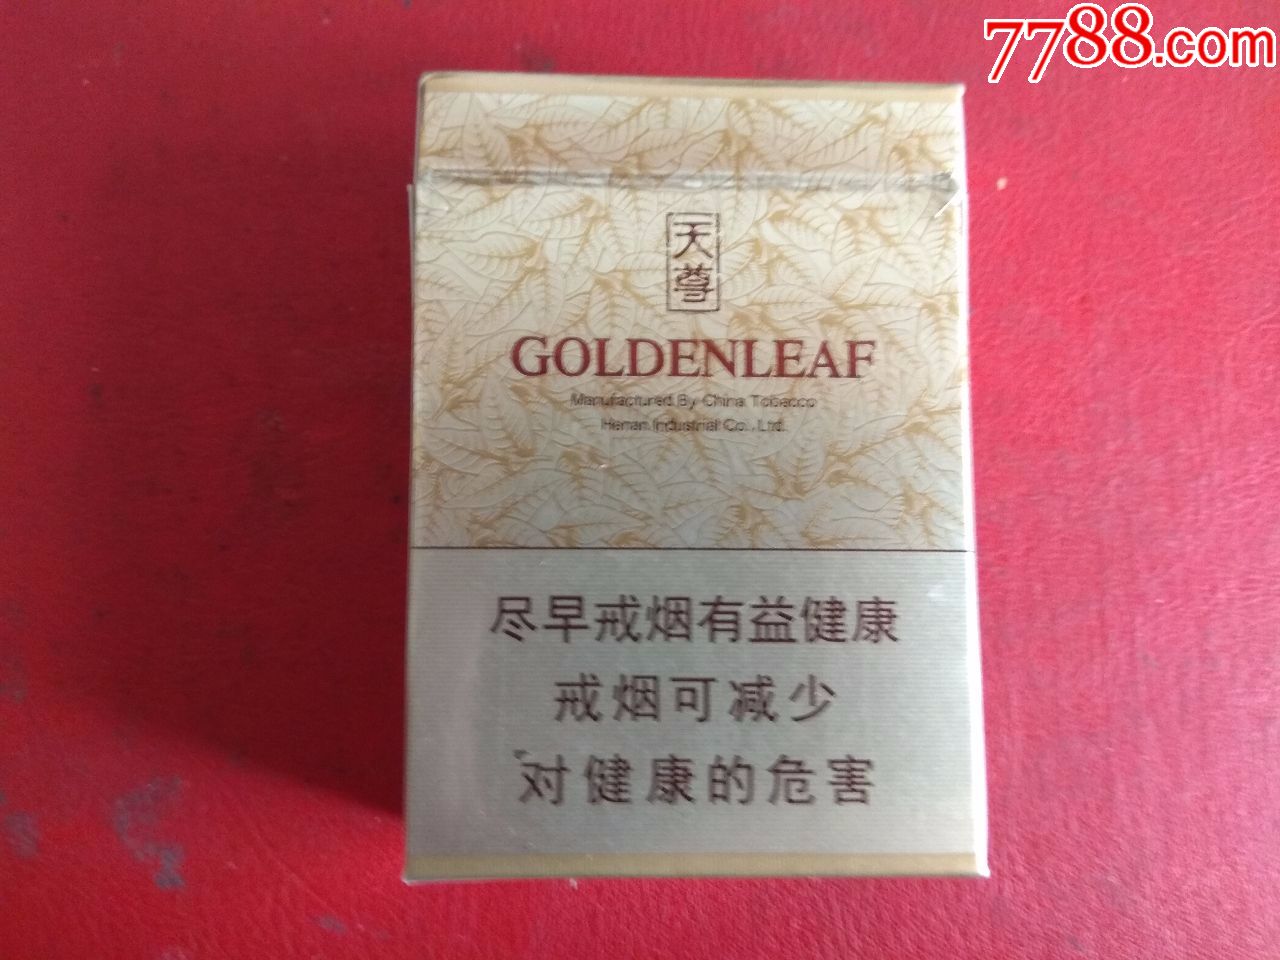 7788.com
天尊
GOLDENLEAF
Manufactured By China Tobacco
Henan Industrial Co., Ltd.
尽早戒烟有益健康
戒烟可减少
对健康的危害